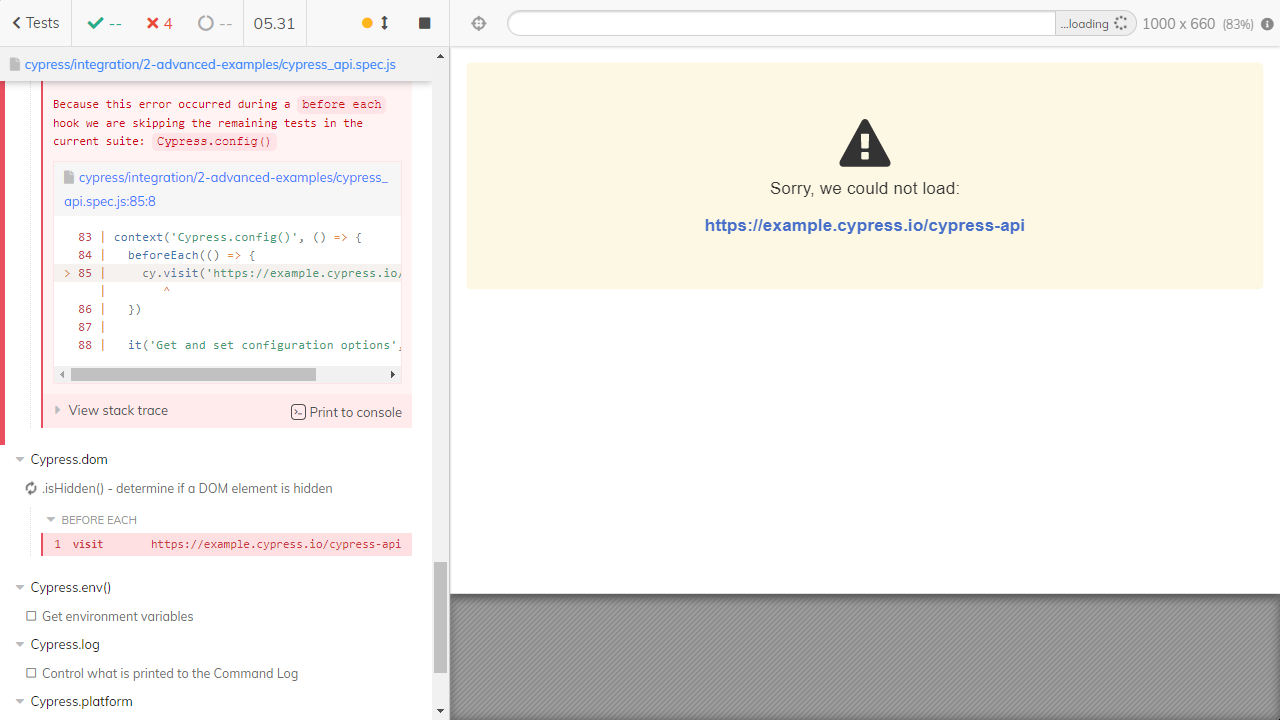 Tests
--
4
--
05.31
...loading
1000 x 660 (83%)
cypress/integration/2-advanced-examples/cypress_api.spec.js
Because this error occurred during a before each
hook we are skipping the remaining tests in the
current suite: Cypress.config()
cypress/integration/2-advanced-examples/cypress_
api.spec.js:85:8
83 | context('Cypress.config()', () => {
84 |   beforeEach(() => {
> 85 |     cy.visit('https://example.cypress.io/
|        ^
86 |   })
87 |
88 |   it('Get and set configuration options',
View stack trace
Print to console
Cypress.dom
.isHidden() - determine if a DOM element is hidden
BEFORE EACH
1 visit https://example.cypress.io/cypress-api
Cypress.env()
Get environment variables
Cypress.log
Control what is printed to the Command Log
Cypress.platform
Sorry, we could not load:
https://example.cypress.io/cypress-api